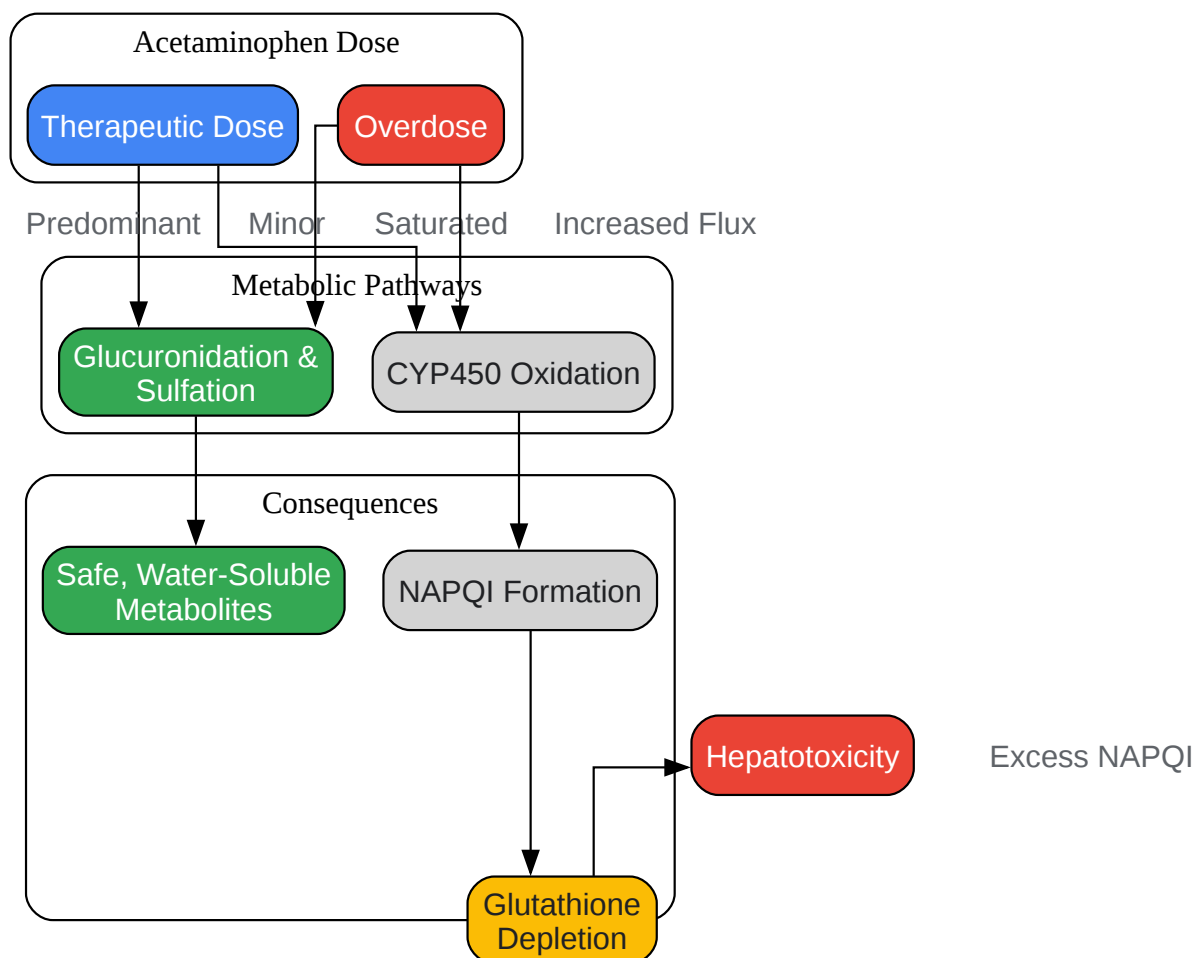 Acetaminophen Dose
Therapeutic Dose
Overdose
Predominant
Minor
Saturated
Increased Flux
Metabolic Pathways
Glucuronidation &
Sulfation
CYP450 Oxidation
Consequences
Safe, Water-Soluble
Metabolites
NAPQI Formation
Hepatotoxicity
Excess NAPQI
Glutathione
Depletion